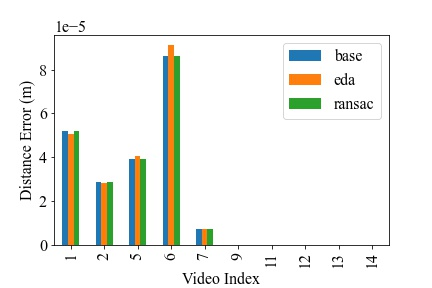 1e−5
8
6
4
2
0
Distance Error (m)
base
eda
ransac
1 2 5 6 7 9 11 12 13 14
Video Index